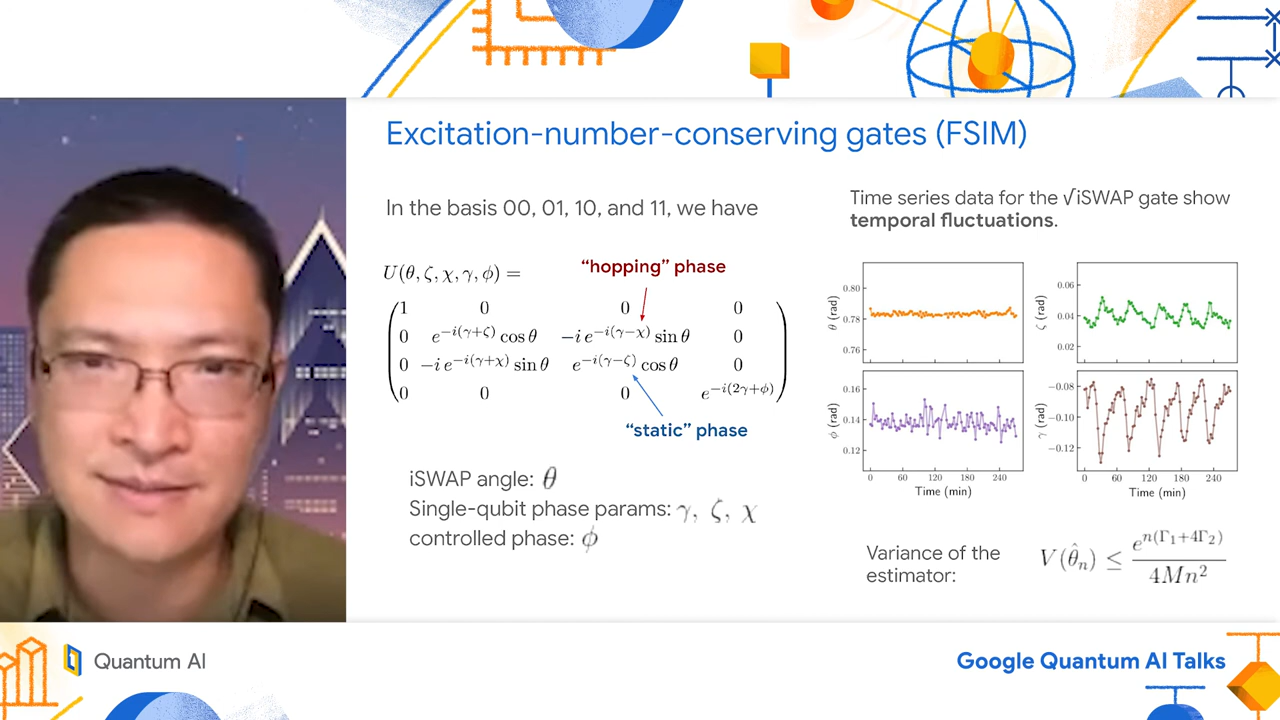 Excitation-number-conserving gates (FSIM)
In the basis 00, 01, 10, and 11, we have
U(θ, ζ, χ, γ, ϕ) =
"hopping" phase
1 0 0 0
0 e^{-i(γ+ζ)} cos θ −i e^{-i(γ−χ)} sin θ 0
0 −i e^{-i(γ+χ)} sin θ e^{-i(γ−ζ)} cos θ 0
0 0 0 e^{-i(2γ+ϕ)}
"static" phase
iSWAP angle: θ
Single-qubit phase params: γ, ζ, χ
controlled phase: ϕ
Time series data for the √iSWAP gate show
temporal fluctuations.
θ (rad)
0.80
0.78
0.76
ζ (rad)
0.06
0.04
0.02
ϕ (rad)
0.16
0.14
0.12
0 60 120 180 240
Time (min)
γ (rad)
−0.08
−0.10
−0.12
0 60 120 180 240
Time (min)
Variance of the
estimator:
V(θ̂_n) ≤ e^{n(Γ_1+4Γ_2)} / 4Mn^2
Quantum AI
Google Quantum AI Talks